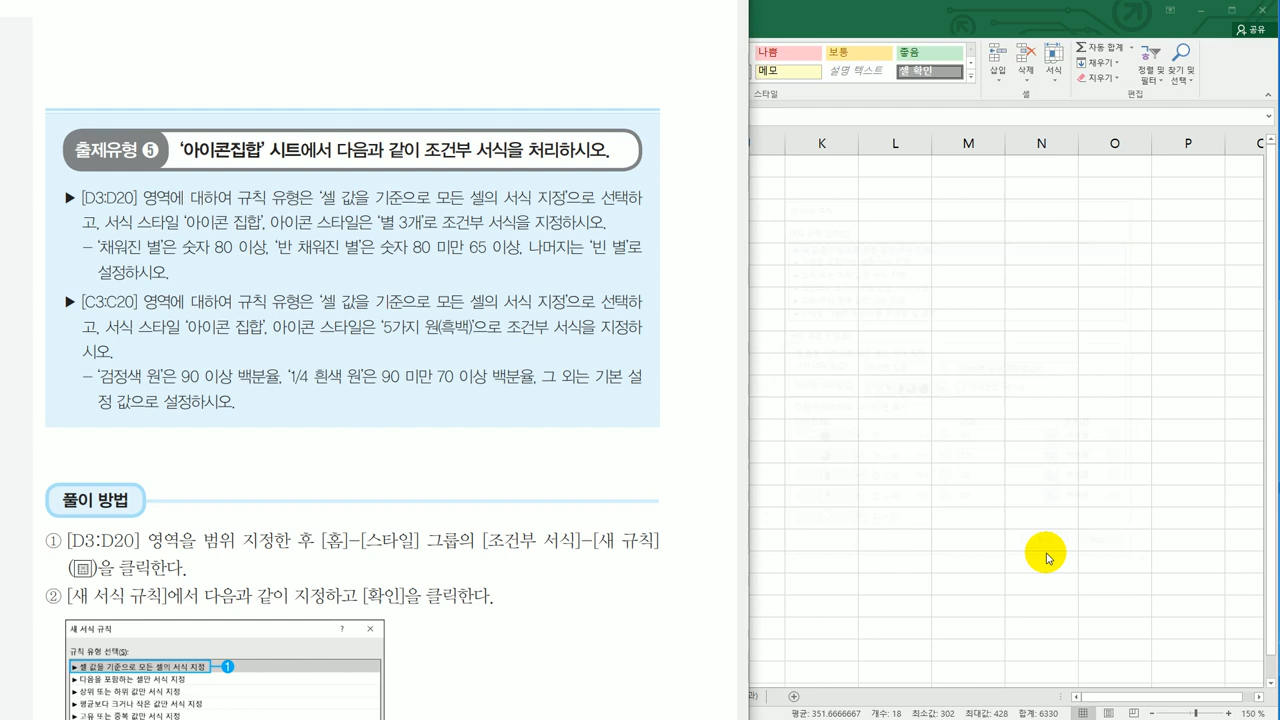 출제유형 5 '아이콘집합' 시트에서 다음과 같이 조건부 서식을 처리하시오.
▶ [D3:D20] 영역에 대하여 규칙 유형은 '셀 값을 기준으로 모든 셀의 서식 지정'으로 선택하
고, 서식 스타일 '아이콘 집합', 아이콘 스타일은 '별 3개'로 조건부 서식을 지정하시오.
– '채워진 별'은 숫자 80 이상, '반 채워진 별'은 숫자 80 미만 65 이상, 나머지는 '빈 별'로
설정하시오.
▶ [C3:C20] 영역에 대하여 규칙 유형은 '셀 값을 기준으로 모든 셀의 서식 지정'으로 선택하
고, 서식 스타일 '아이콘 집합', 아이콘 스타일은 '5가지 원(흑백)'으로 조건부 서식을 지정하
시오.
– '검정색 원'은 90 이상 백분율, '1/4 흰색 원'은 90 미만 70 이상 백분율, 그 외는 기본 설
정 값으로 설정하시오.
풀이 방법
① [D3:D20] 영역을 범위 지정한 후 [홈]-[스타일] 그룹의 [조건부 서식]-[새 규칙]
()을 클릭한다.
② [새 서식 규칙]에서 다음과 같이 지정하고 [확인]을 클릭한다.
새 서식 규칙 ? ×
규칙 유형 선택(S):
► 셀 값을 기준으로 모든 셀의 서식 지정 1
► 다음을 포함하는 셀만 서식 지정
► 상위 또는 하위 값만 서식 지정
► 평균보다 크거나 작은 값만 서식 지정
► 고유 또는 중복 값만 서식 지정
공유
나쁨 보통 좋음
메모 설명 텍스트 셀 확인
스타일
삽입 삭제 서식
셀
자동 합계
채우기
지우기
정렬 및 필터 찾기 및 선택
편집
K L M N O P
평균: 351.6666667 개수: 18 최소값: 302 최대값: 428 합계: 6330 150 %